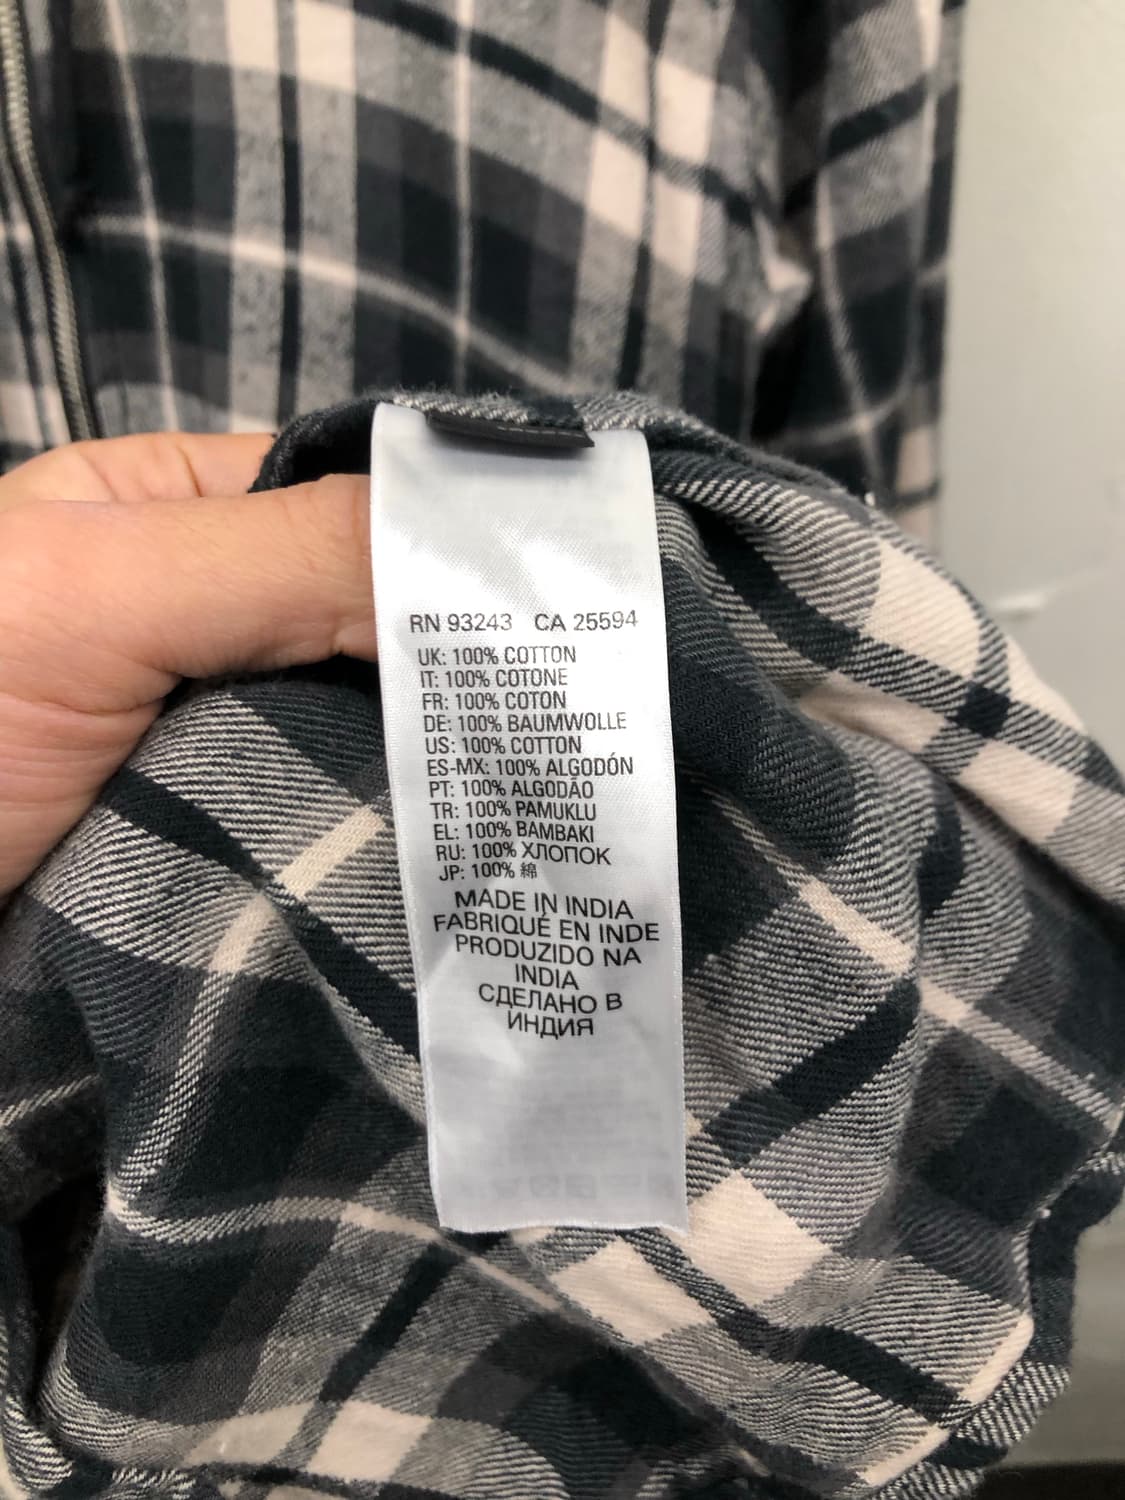 RN 93243 CA 25594
UK: 100% COTTON
IT: 100% COTONE
FR: 100% COTON
DE: 100% BAUMWOLLE
US: 100% COTTON
ES-MX: 100% ALGODÓN
PT: 100% ALGODÃO
TR: 100% PAMUKLU
EL: 100% BAMBAKI
RU: 100% ХЛОПОК
JP: 100% 綿
MADE IN INDIA
FABRIQUÉ EN INDE
PRODUZIDO NA
INDIA
СДЕЛАНО В
ИНДИЯ